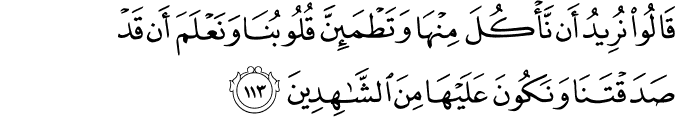 قَالُوا۟ نُرِيدُ أَن نَّأْكُلَ مِنْهَا وَتَطْمَئِنَّ قُلُوبُنَا وَنَعْلَمَ أَن قَدْ
صَدَقْتَنَا وَنَكُونَ عَلَيْهَا مِنَ ٱلشَّٰهِدِينَ ١١٣